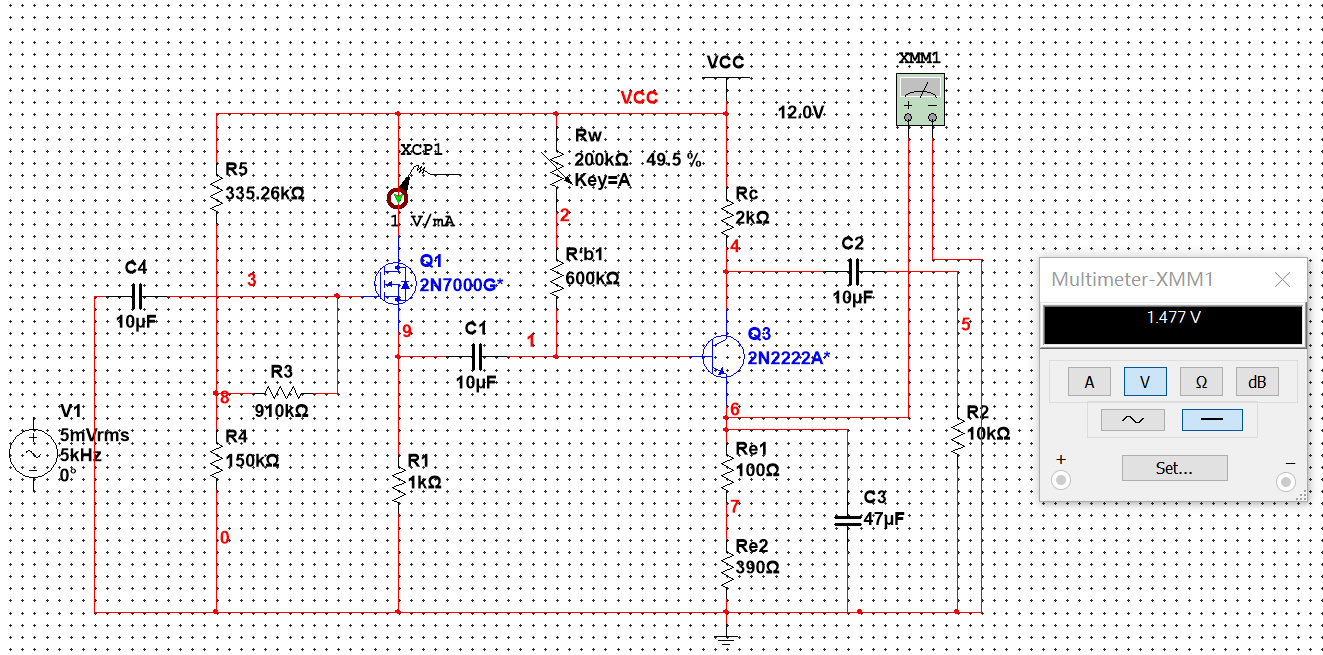 VCC
XMM1
VCC
12.0V
Rw
200kΩ 49.5 %
Key=A
XCP1
R5
335.26kΩ
1 V/mA
2
Rc
2kΩ
4
C2
10µF
Q1
2N7000G*
R'b1
600kΩ
C4
10µF
3
9
C1
10µF
1
Q3
2N2222A*
5
R3
910kΩ
8
6
R2
10kΩ
V1
5mVrms
5kHz
0°
R4
150kΩ
R1
1kΩ
Re1
100Ω
7
C3
47µF
0
Re2
390Ω
+
−
+
−
Multimeter-XMM1
1.477 V
A
V
Ω
dB
Set...
+
−